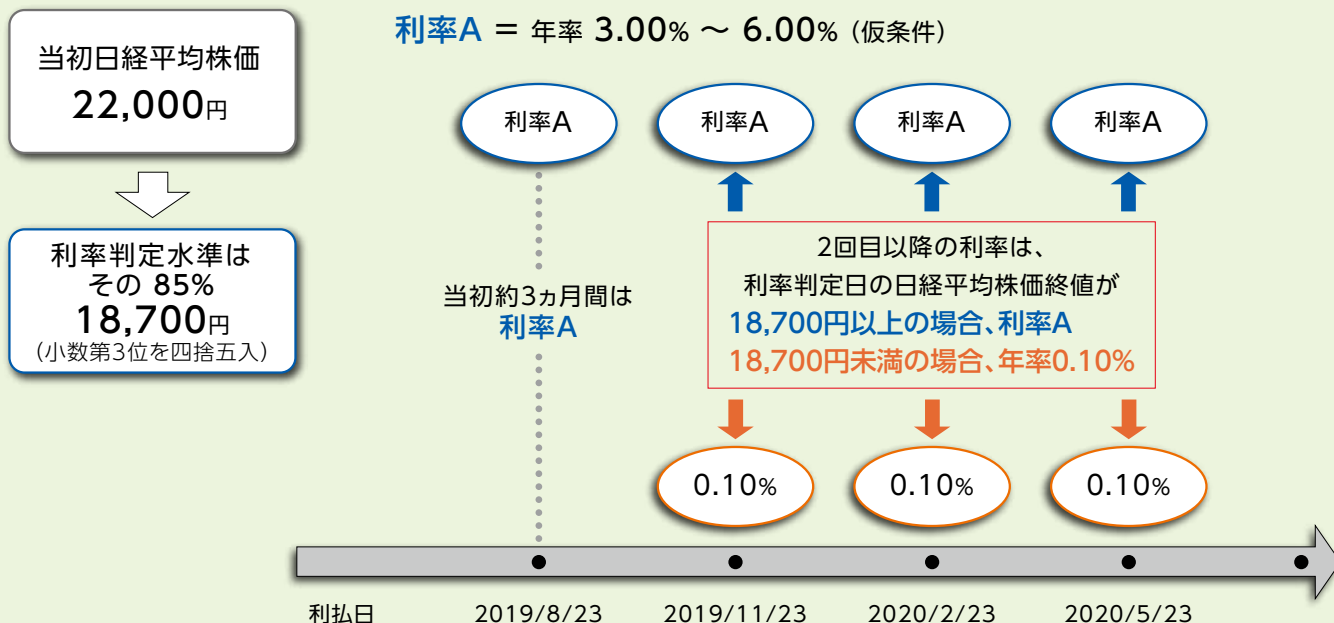 利率A = 年率 3.00% ～ 6.00%（仮条件）
当初日経平均株価
22,000円
利率判定水準は
その 85%
18,700円
（小数第3位を四捨五入）
利率A
利率A
利率A
利率A
当初約3ヵ月間は
利率A
2回目以降の利率は、
利率判定日の日経平均株価終値が
18,700円以上の場合、利率A
18,700円未満の場合、年率0.10%
0.10%
0.10%
0.10%
利払日
2019/8/23
2019/11/23
2020/2/23
2020/5/23